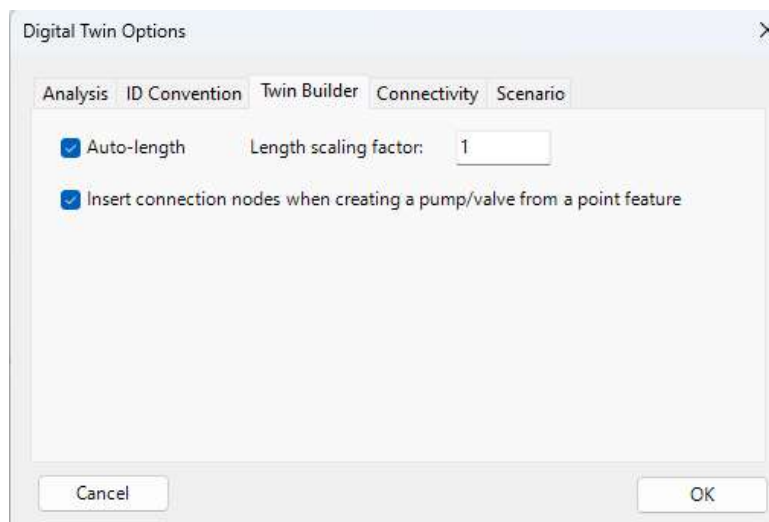 Digital Twin Options
Analysis ID Convention Twin Builder Connectivity Scenario
Auto-length Length scaling factor: 1
Insert connection nodes when creating a pump/valve from a point feature
Cancel OK